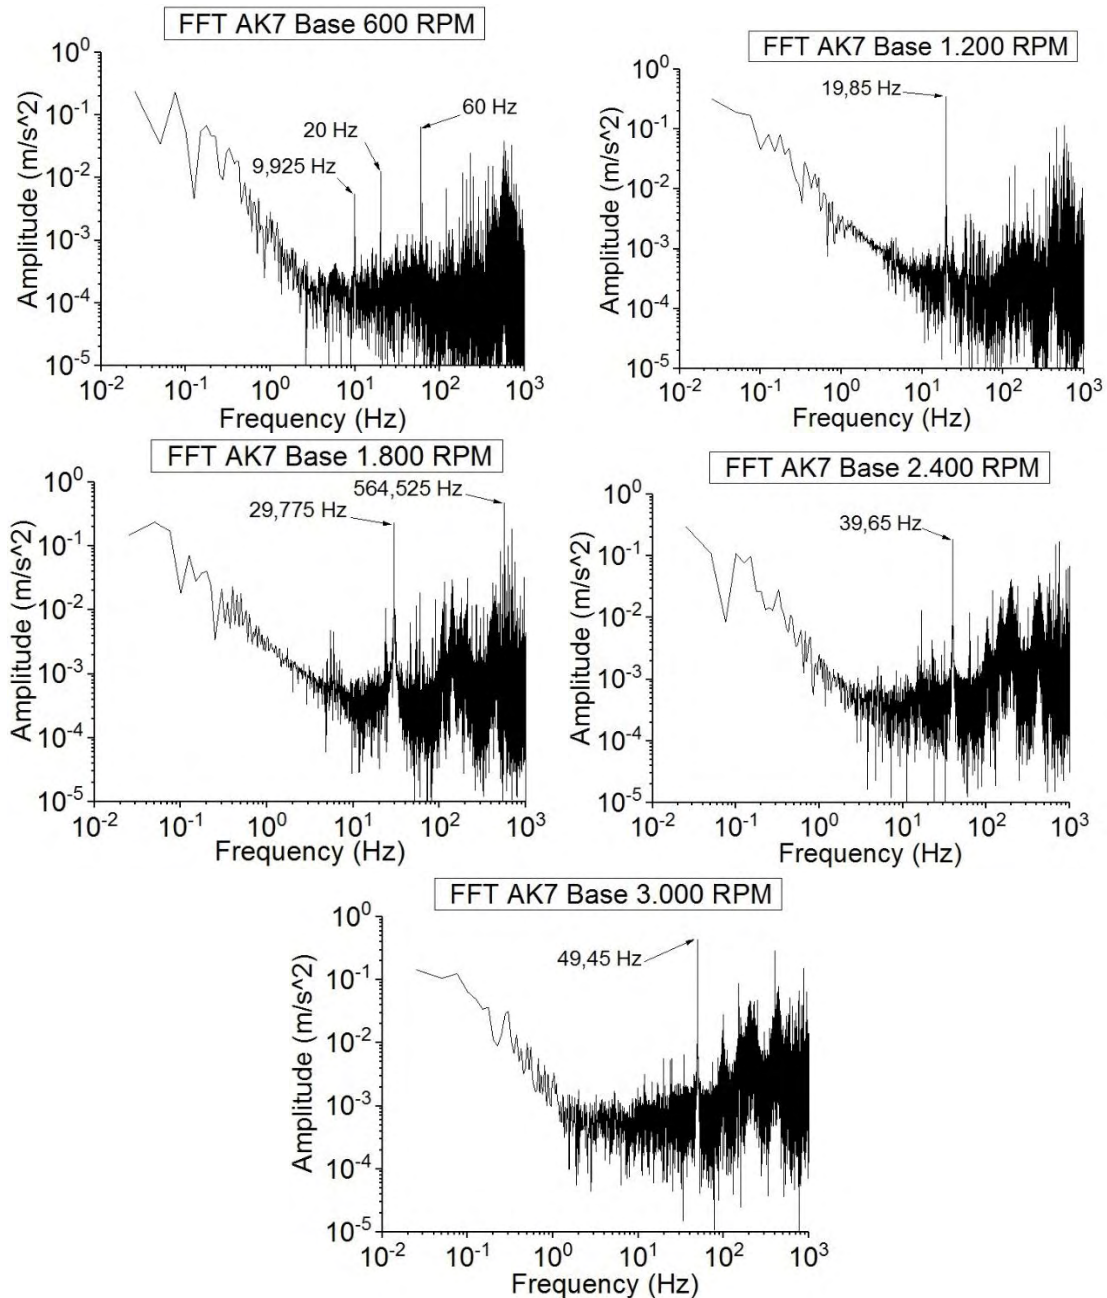 FFT AK7 Base 600 RPM
Amplitude (m/s^2)
10^0
10^-1
10^-2
10^-3
10^-4
10^-5
9,925 Hz
20 Hz
60 Hz
10^-2 10^-1 10^0 10^1 10^2 10^3
Frequency (Hz)
FFT AK7 Base 1.200 RPM
Amplitude (m/s^2)
10^0
10^-1
10^-2
10^-3
10^-4
10^-5
19,85 Hz
10^-2 10^-1 10^0 10^1 10^2 10^3
Frequency (Hz)
FFT AK7 Base 1.800 RPM
Amplitude (m/s^2)
10^0
10^-1
10^-2
10^-3
10^-4
10^-5
564,525 Hz
29,775 Hz
10^-2 10^-1 10^0 10^1 10^2 10^3
Frequency (Hz)
FFT AK7 Base 2.400 RPM
Amplitude (m/s^2)
10^0
10^-1
10^-2
10^-3
10^-4
10^-5
39,65 Hz
10^-2 10^-1 10^0 10^1 10^2 10^3
Frequency (Hz)
FFT AK7 Base 3.000 RPM
Amplitude (m/s^2)
10^0
10^-1
10^-2
10^-3
10^-4
10^-5
49,45 Hz
10^-2 10^-1 10^0 10^1 10^2 10^3
Frequency (Hz)